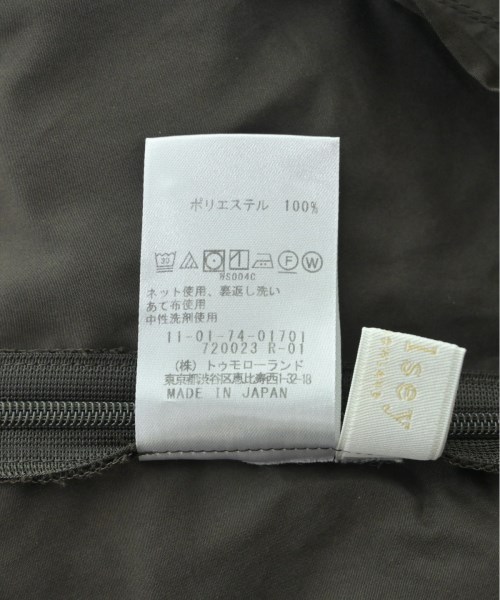 ポリエステル 100%
30 F W
NS004C
ネット使用、裏返し洗い
あて布使用
中性洗剤使用
11-01-74-01701
720023 R-01
(株)トゥモローランド
東京都渋谷区恵比寿西1-32-18
MADE IN JAPAN